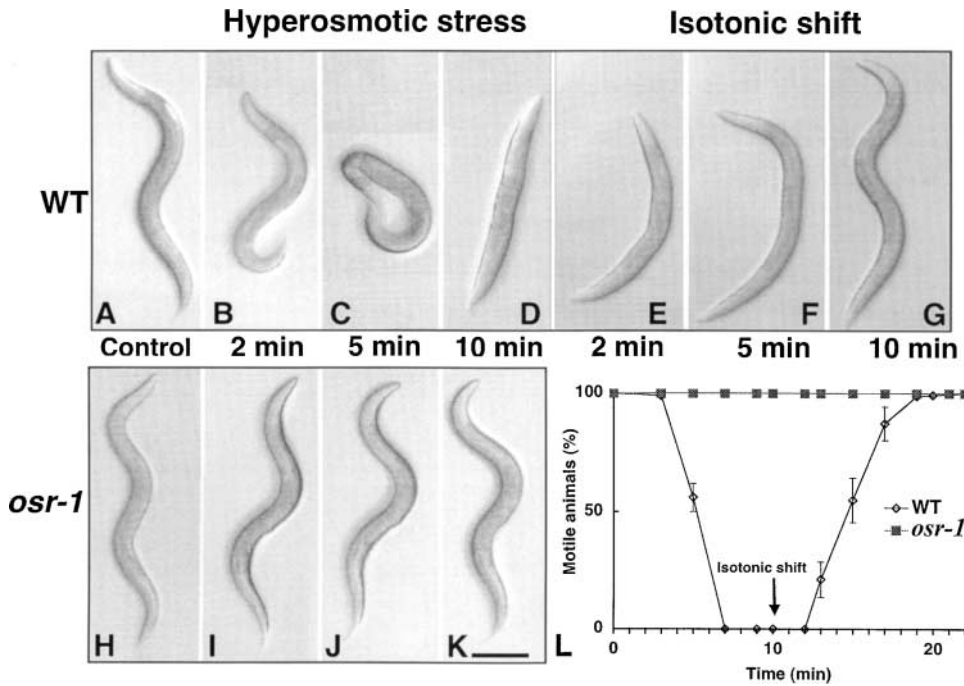 Hyperosmotic stress Isotonic shift
WT
A B C D E F G
Control 2 min 5 min 10 min 2 min 5 min 10 min
osr-1
H I J K L
100
50
0
Motile animals (%)
WT
osr-1
Isotonic shift
0 10 20
Time (min)